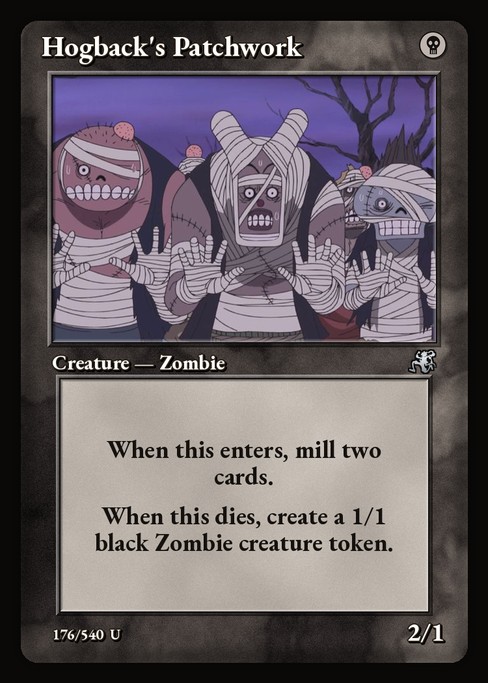 Hogback's Patchwork
Creature — Zombie
When this enters, mill two
cards.
When this dies, create a 1/1
black Zombie creature token.
176/540 U
2/1